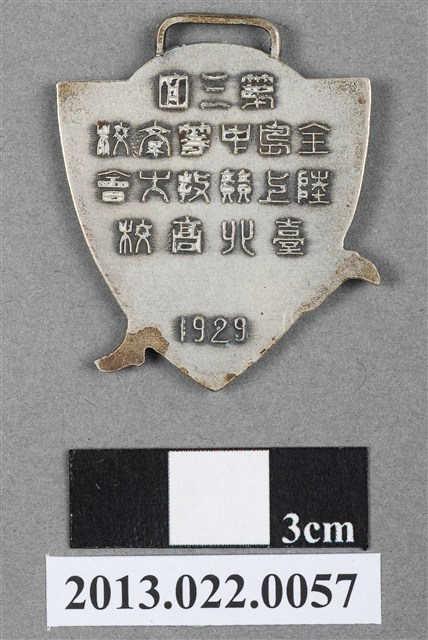 第三回
全島中等學校
陸上競技大會
臺北高校
1929
3cm
2013.022.0057